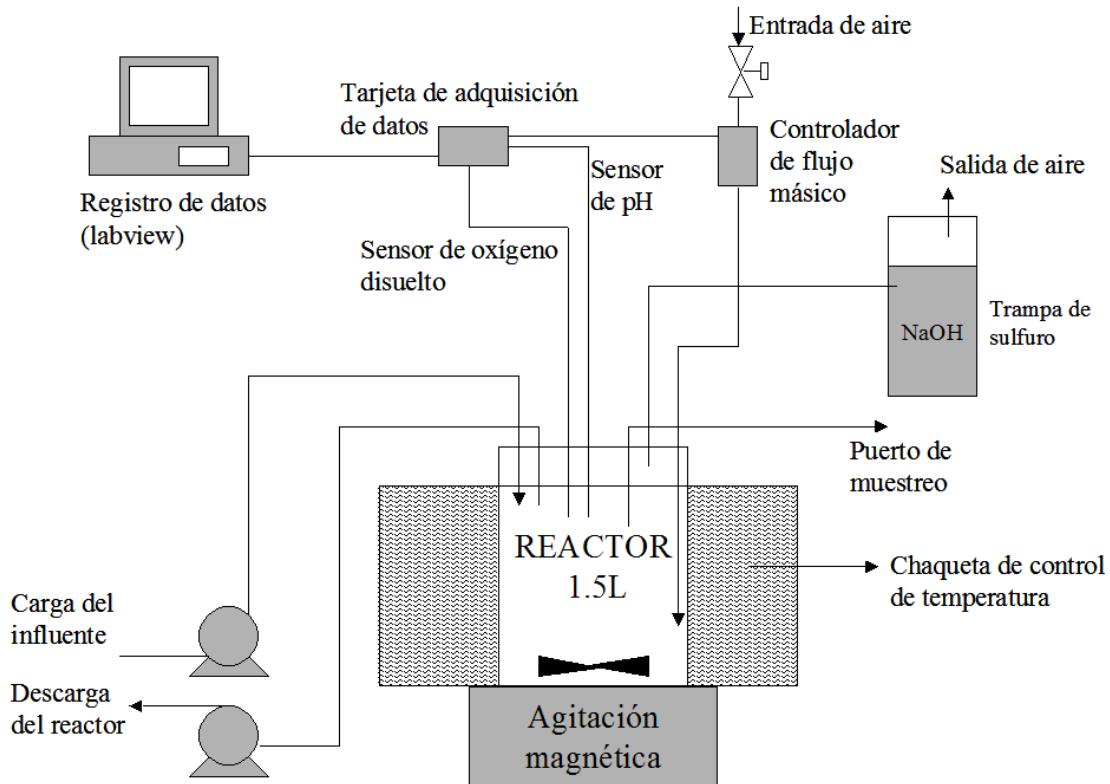 Entrada de aire
Tarjeta de adquisición
de datos
Controlador
de flujo
másico
Salida de aire
Sensor
de pH
Registro de datos
(labview)
Sensor de oxígeno
disuelto
NaOH
Trampa de
sulfuro
Puerto de
muestreo
REACTOR
1.5L
Chaqueta de control
de temperatura
Carga del
influente
Descarga
del reactor
Agitación
magnética